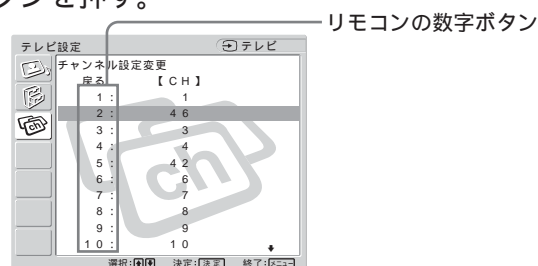 ンを押す。
リモコンの数字ボタン
テレビ設定 テレビ
チャンネル設定変更
戻る 【CH】
1: 1
2: 46
3: 3
4: 4
5: 42
6: 6
7: 7
8: 8
9: 9
10: 10
ch
選択: 決定:決定 終了:メニュー